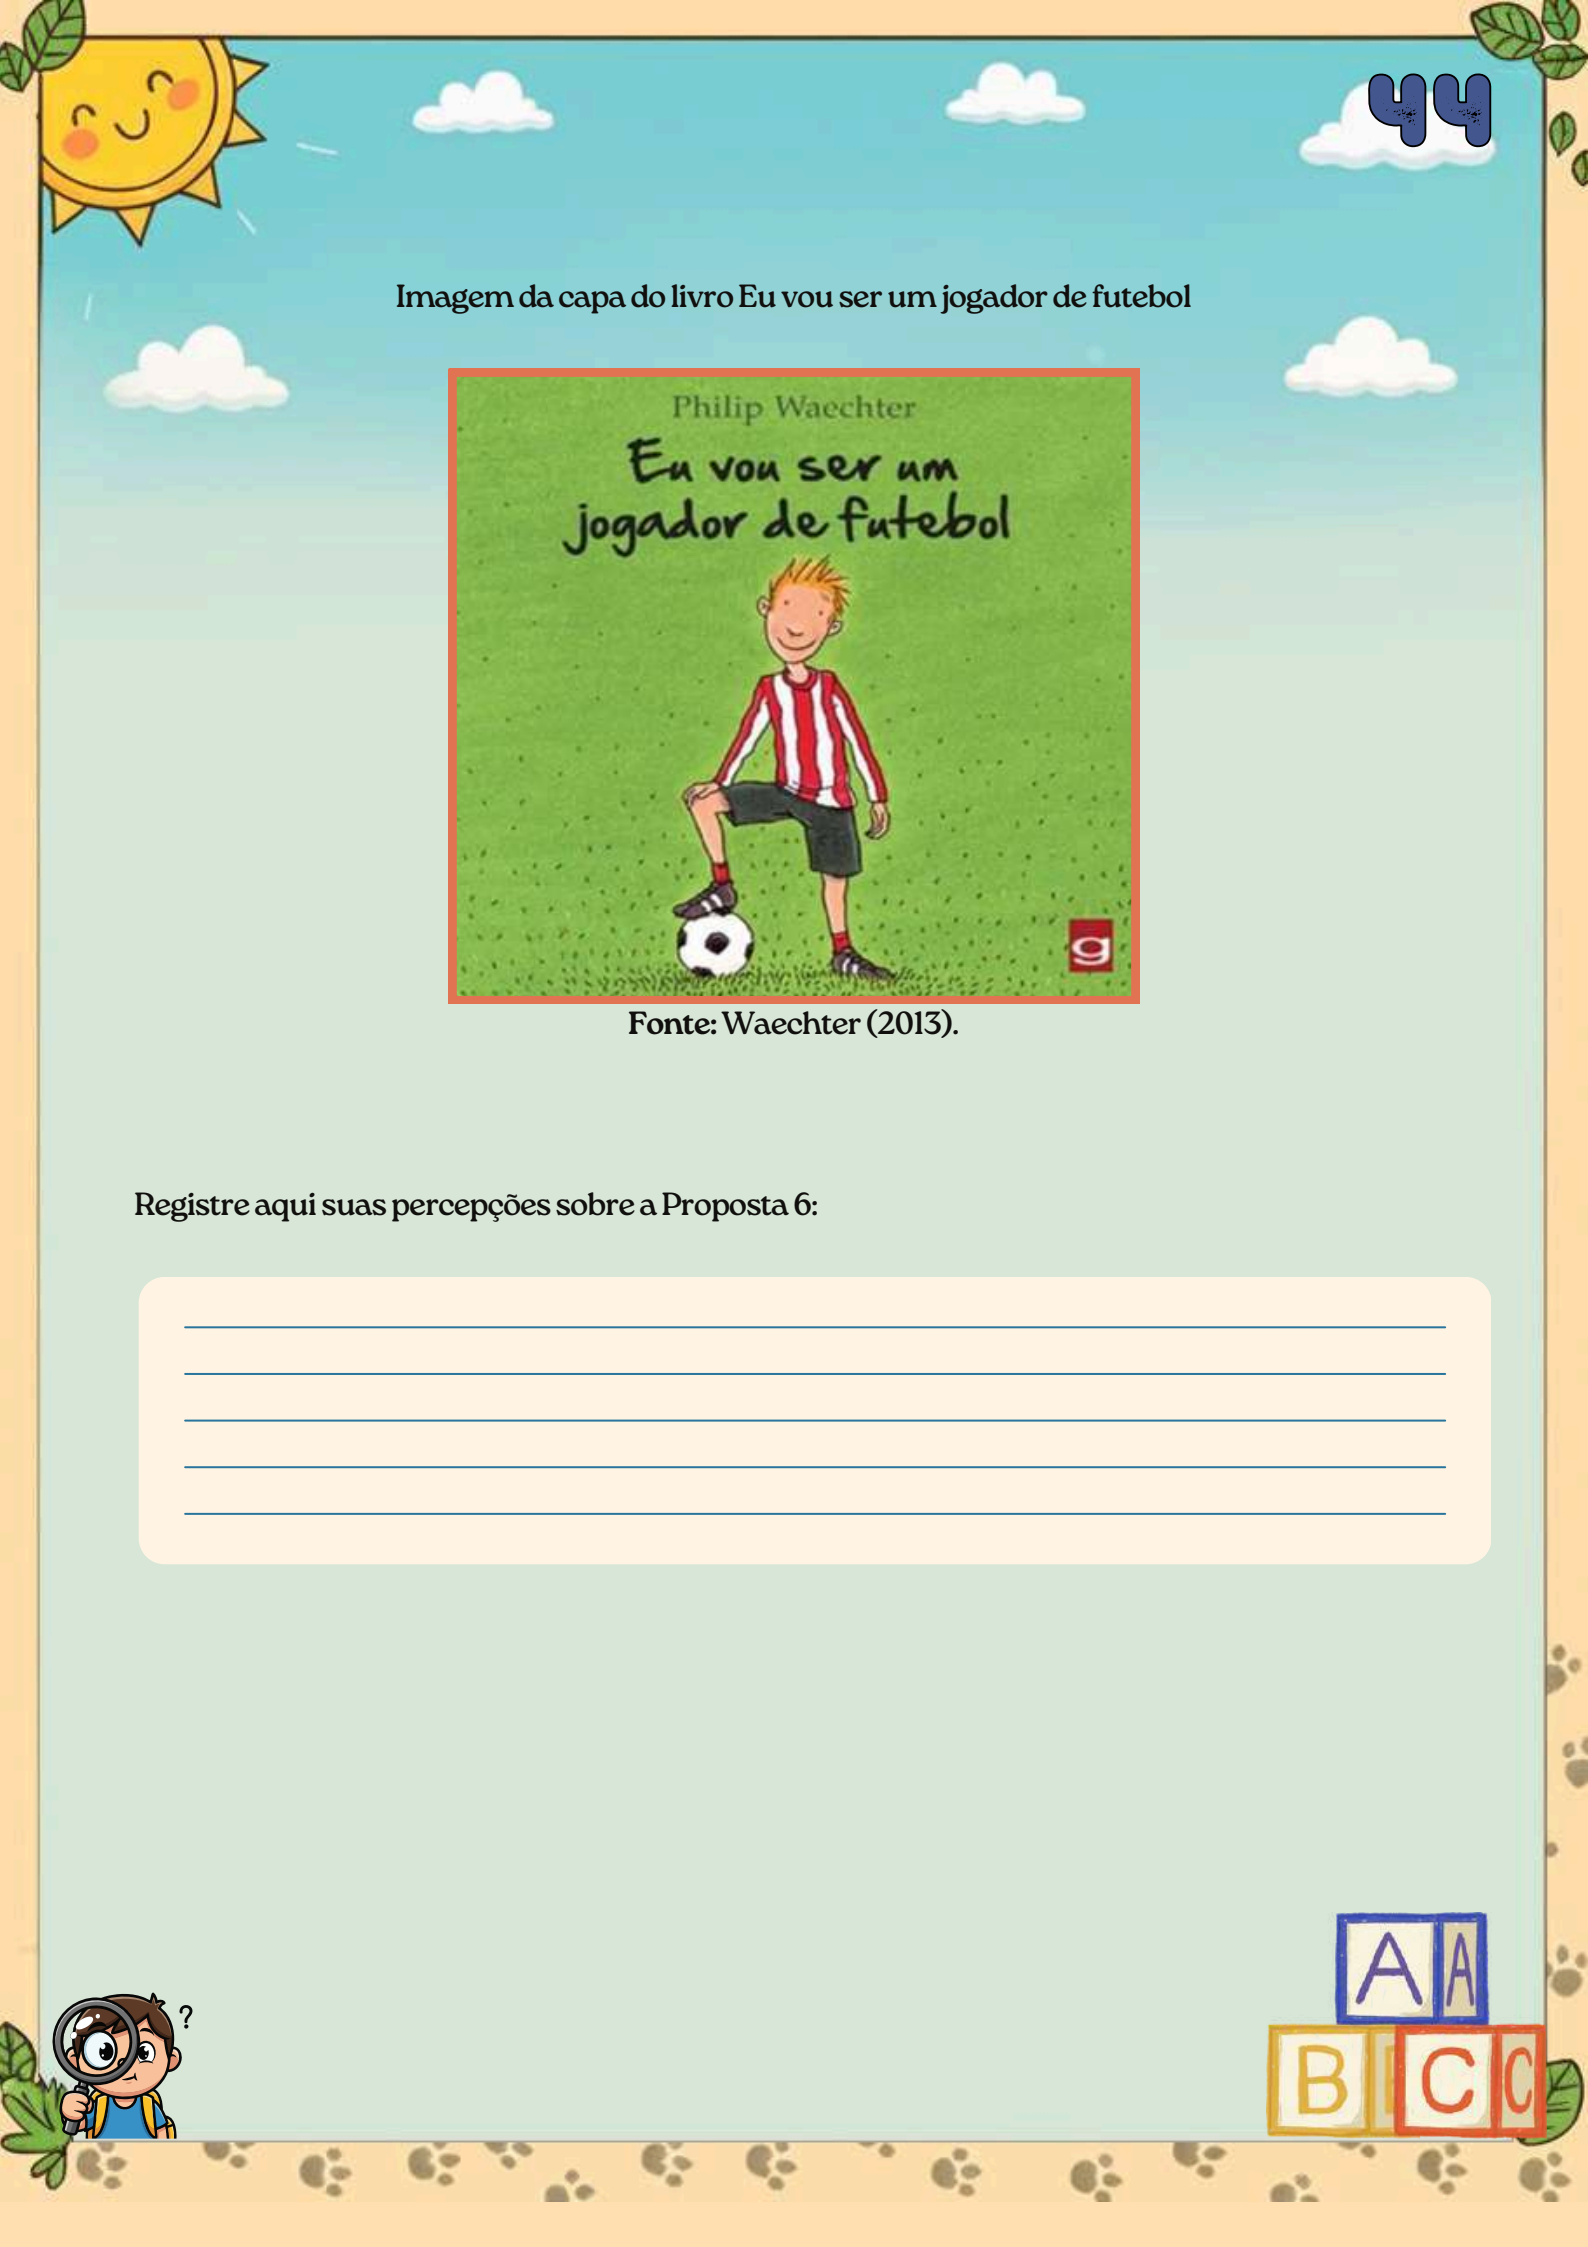 44
Imagem da capa do livro Eu vou ser um jogador de futebol
Philip Waechter
Eu vou ser um
jogador de futebol
g
Fonte: Waechter (2013).
Registre aqui suas percepções sobre a Proposta 6:
?
A A
B C C